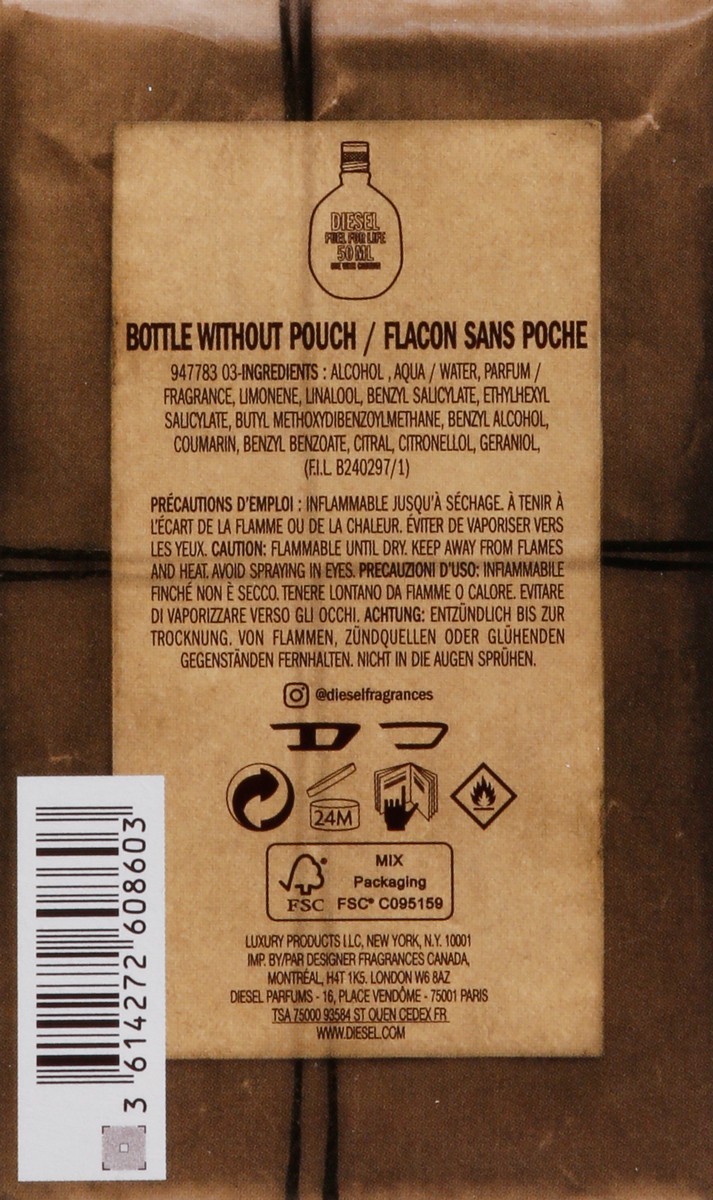 DIESEL
FUEL FOR LIFE
50 ML
BOTTLE WITHOUT POUCH / FLACON SANS POCHE
947783 03-INGREDIENTS : ALCOHOL , AQUA / WATER, PARFUM /
FRAGRANCE, LIMONENE, LINALOOL, BENZYL SALICYLATE, ETHYLHEXYL
SALICYLATE, BUTYL METHOXYDIBENZOYLMETHANE, BENZYL ALCOHOL,
COUMARIN, BENZYL BENZOATE, CITRAL, CITRONELLOL, GERANIOL,
(F.I.L. B240297/1)
PRÉCAUTIONS D'EMPLOI : INFLAMMABLE JUSQU'À SÉCHAGE. À TENIR À
L'ÉCART DE LA FLAMME OU DE LA CHALEUR. ÉVITER DE VAPORISER VERS
LES YEUX. CAUTION: FLAMMABLE UNTIL DRY. KEEP AWAY FROM FLAMES
AND HEAT. AVOID SPRAYING IN EYES. PRECAUZIONI D'USO: INFIAMMABILE
FINCHÉ NON È SECCO. TENERE LONTANO DA FIAMME O CALORE. EVITARE
DI VAPORIZZARE VERSO GLI OCCHI. ACHTUNG: ENTZÜNDLICH BIS ZUR
TROCKNUNG. VON FLAMMEN, ZÜNDQUELLEN ODER GLÜHENDEN
GEGENSTÄNDEN FERNHALTEN. NICHT IN DIE AUGEN SPRÜHEN.
@dieselfragrances
24M
MIX
Packaging
FSC® C095159
FSC
LUXURY PRODUCTS LLC, NEW YORK, N.Y. 10001
IMP. BY/PAR DESIGNER FRAGRANCES CANADA,
MONTRÉAL, H4T 1K5. LONDON W6 8AZ
DIESEL PARFUMS - 16, PLACE VENDÔME - 75001 PARIS
TSA 75000 93584 ST OUEN CEDEX FR
WWW.DIESEL.COM
3 614272 608603